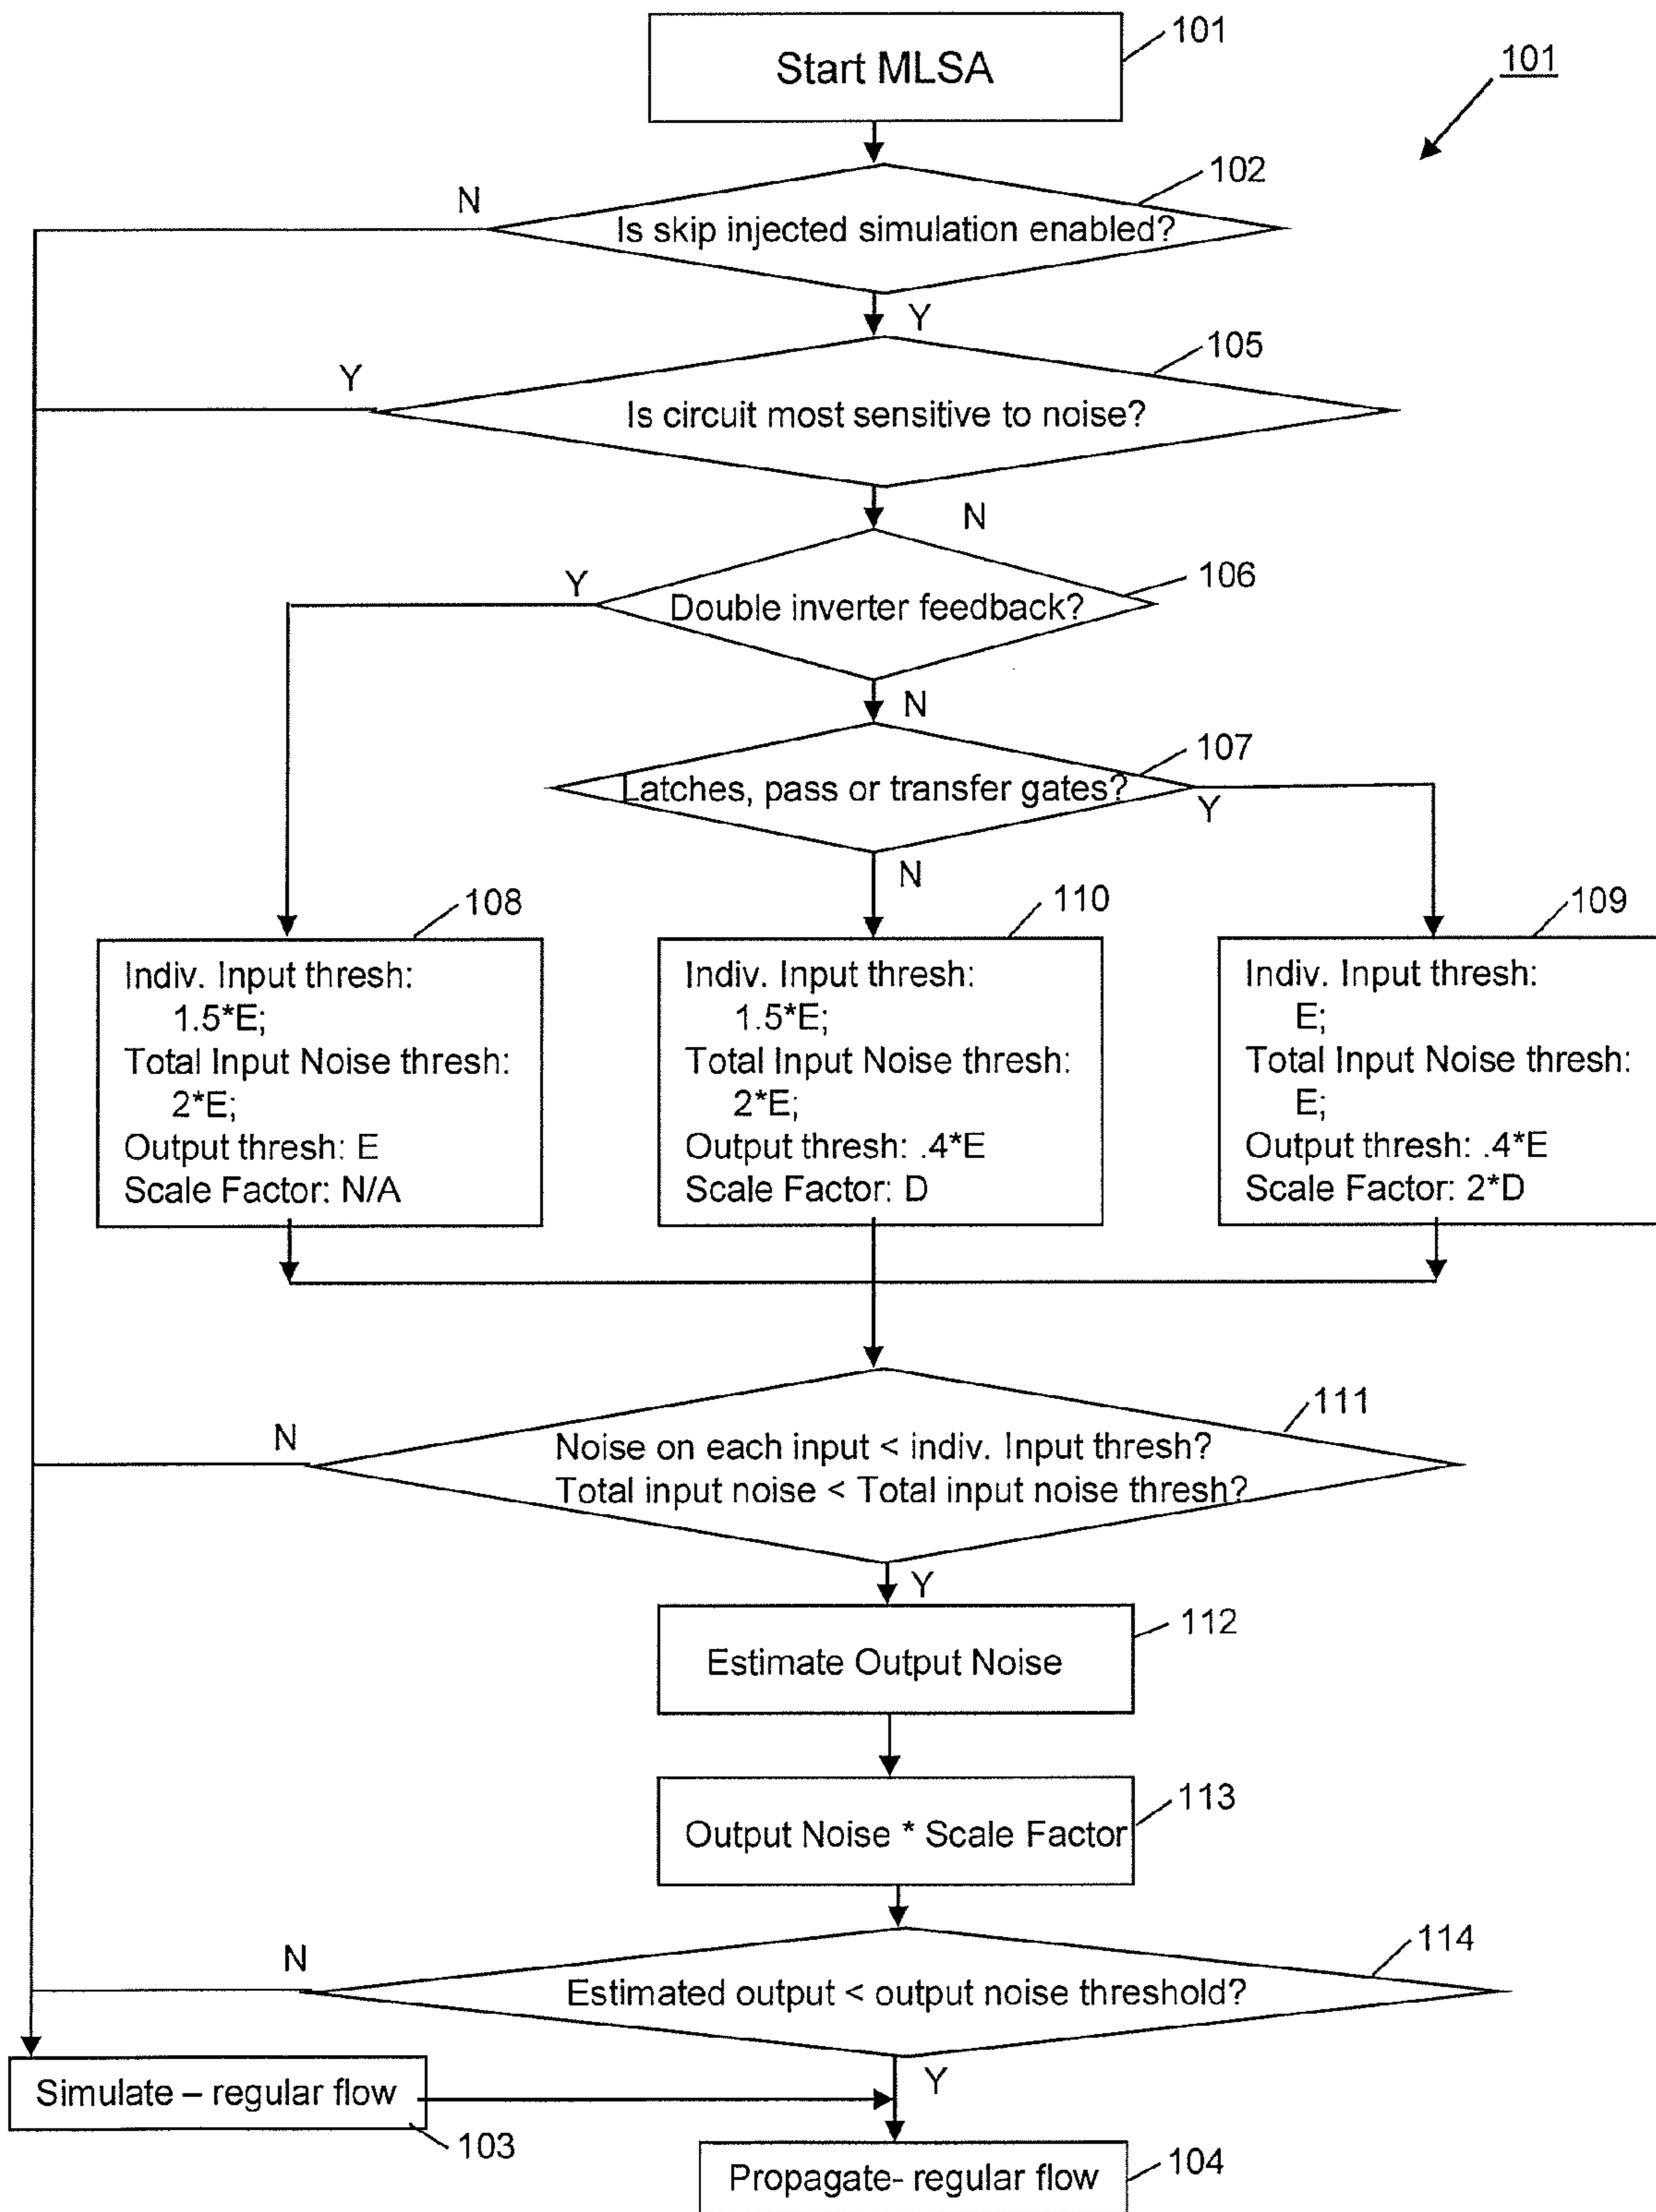 Start MLSA
101
101
102
N
Is skip injected simulation enabled?
Y
105
Y
Is circuit most sensitive to noise?
N
106
Y
Double inverter feedback?
N
107
Latches, pass or transfer gates?
Y
N
108
110
109
Indiv. Input thresh:
1.5*E;
Total Input Noise thresh:
2*E;
Output thresh: E
Scale Factor: N/A
Indiv. Input thresh:
1.5*E;
Total Input Noise thresh:
2*E;
Output thresh: .4*E
Scale Factor: D
Indiv. Input thresh:
E;
Total Input Noise thresh:
E;
Output thresh: .4*E
Scale Factor: 2*D
111
N
Noise on each input < indiv. Input thresh?
Total input noise < Total input noise thresh?
Y
112
Estimate Output Noise
113
Output Noise * Scale Factor
114
N
Estimated output < output noise threshold?
Y
Simulate – regular flow
103
Propagate- regular flow
104